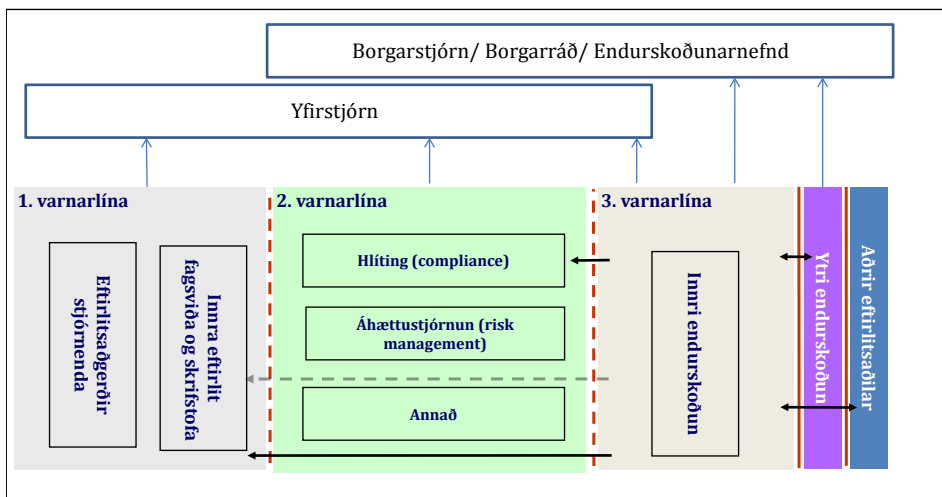 Borgarstjórn/ Borgarráð/ Endurskoðunarnefnd
Yfirstjórn
1. varnarlína
Eftirlitsaðgerðir
stjórnenda
Innra eftirlit
fagsviða og skrifstofa
2. varnarlína
Hlíting (compliance)
Áhættustjórnun (risk
management)
Annað
3. varnarlína
Innri endurskoðun
Ytri endurskoðun
Aðrir eftirlitsaðilar